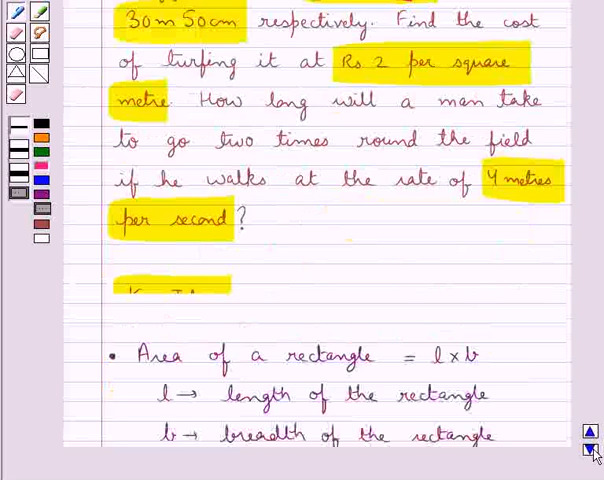 30m 50cm respectively. Find the cost
of turfing it at Rs 2 per square
metre. How long will a man take
to go two times round the field
if he walks at the rate of 4 metres
per second?
• Area of a rectangle = l × b
l → length of the rectangle
b → breadth of the rectangle